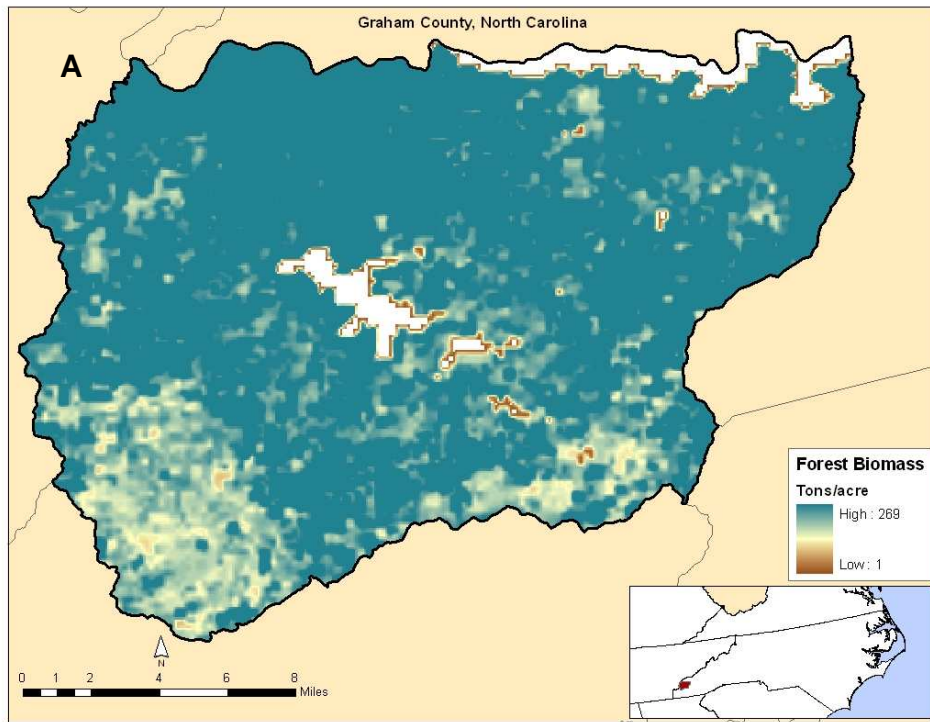 Graham County, North Carolina
A
Forest Biomass
Tons/acre
High : 269
Low : 1
N
0 1 2 4 6 8
Miles